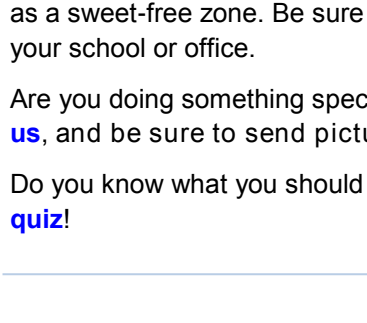 as a sweet-free zone. Be sure
your school or office.
Are you doing something spec
us, and be sure to send pictu
Do you know what you should
quiz!